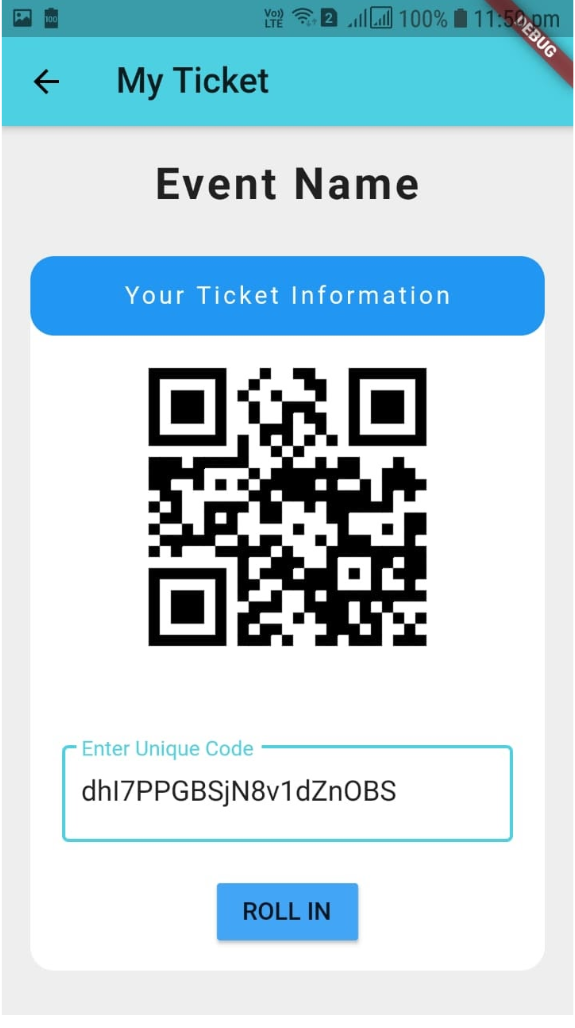 100 Vo)) LTE 2 100% 11:50 pm
DEBUG
My Ticket
Event Name
Your Ticket Information
Enter Unique Code
dhI7PPGBSjN8v1dZnOBS
ROLL IN